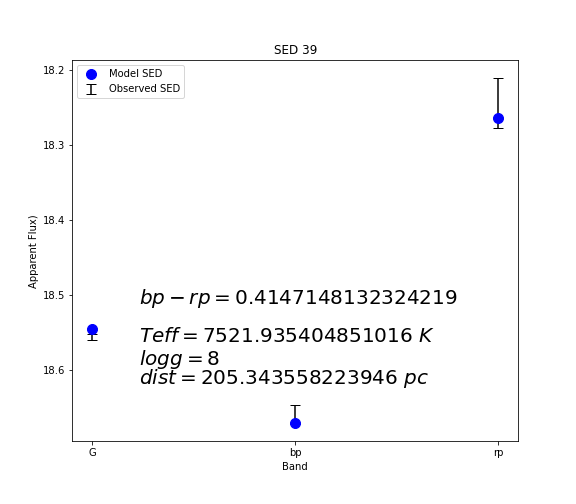 SED 39
Model SED
Observed SED
18.2
18.3
18.4
18.5
18.6
Apparent Flux)
bp − rp = 0.4147148132324219
Teff = 7521.935404851016 K
logg = 8
dist = 205.343558223946 pc
G
bp
rp
Band